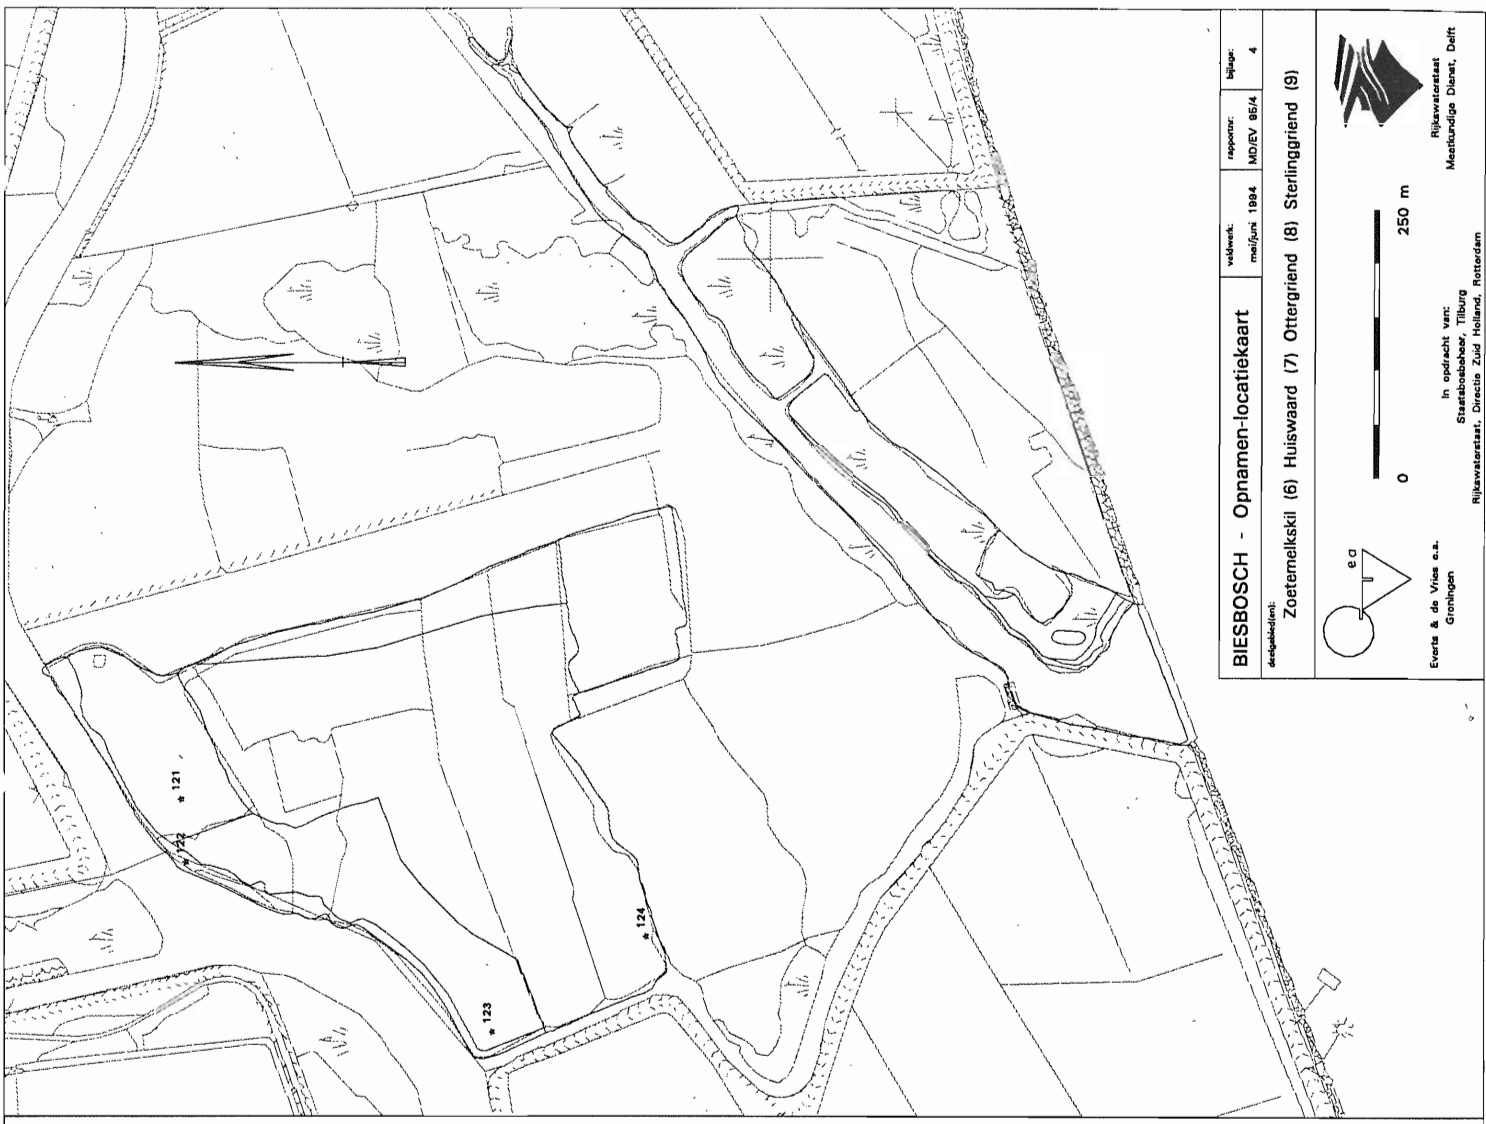 BIESBOSCH - Opnamen-locatiekaart
veldwerk:
mei/juni 1994
rapportnr:
MD/EV 95/4
bijlage:
4
deelgebied(en):
Zoetemelkskil (6) Huiswaard (7) Ottergriend (8) Sterlinggriend (9)
e a
Everts & de Vries e.a.
Groningen
0
250 m
In opdracht van:
Staatsbosbeheer, Tilburg
Rijkswaterstaat, Directie Zuid Holland, Rotterdam
Rijkswaterstaat
Meetkundige Dienst, Delft
121
122
123
124